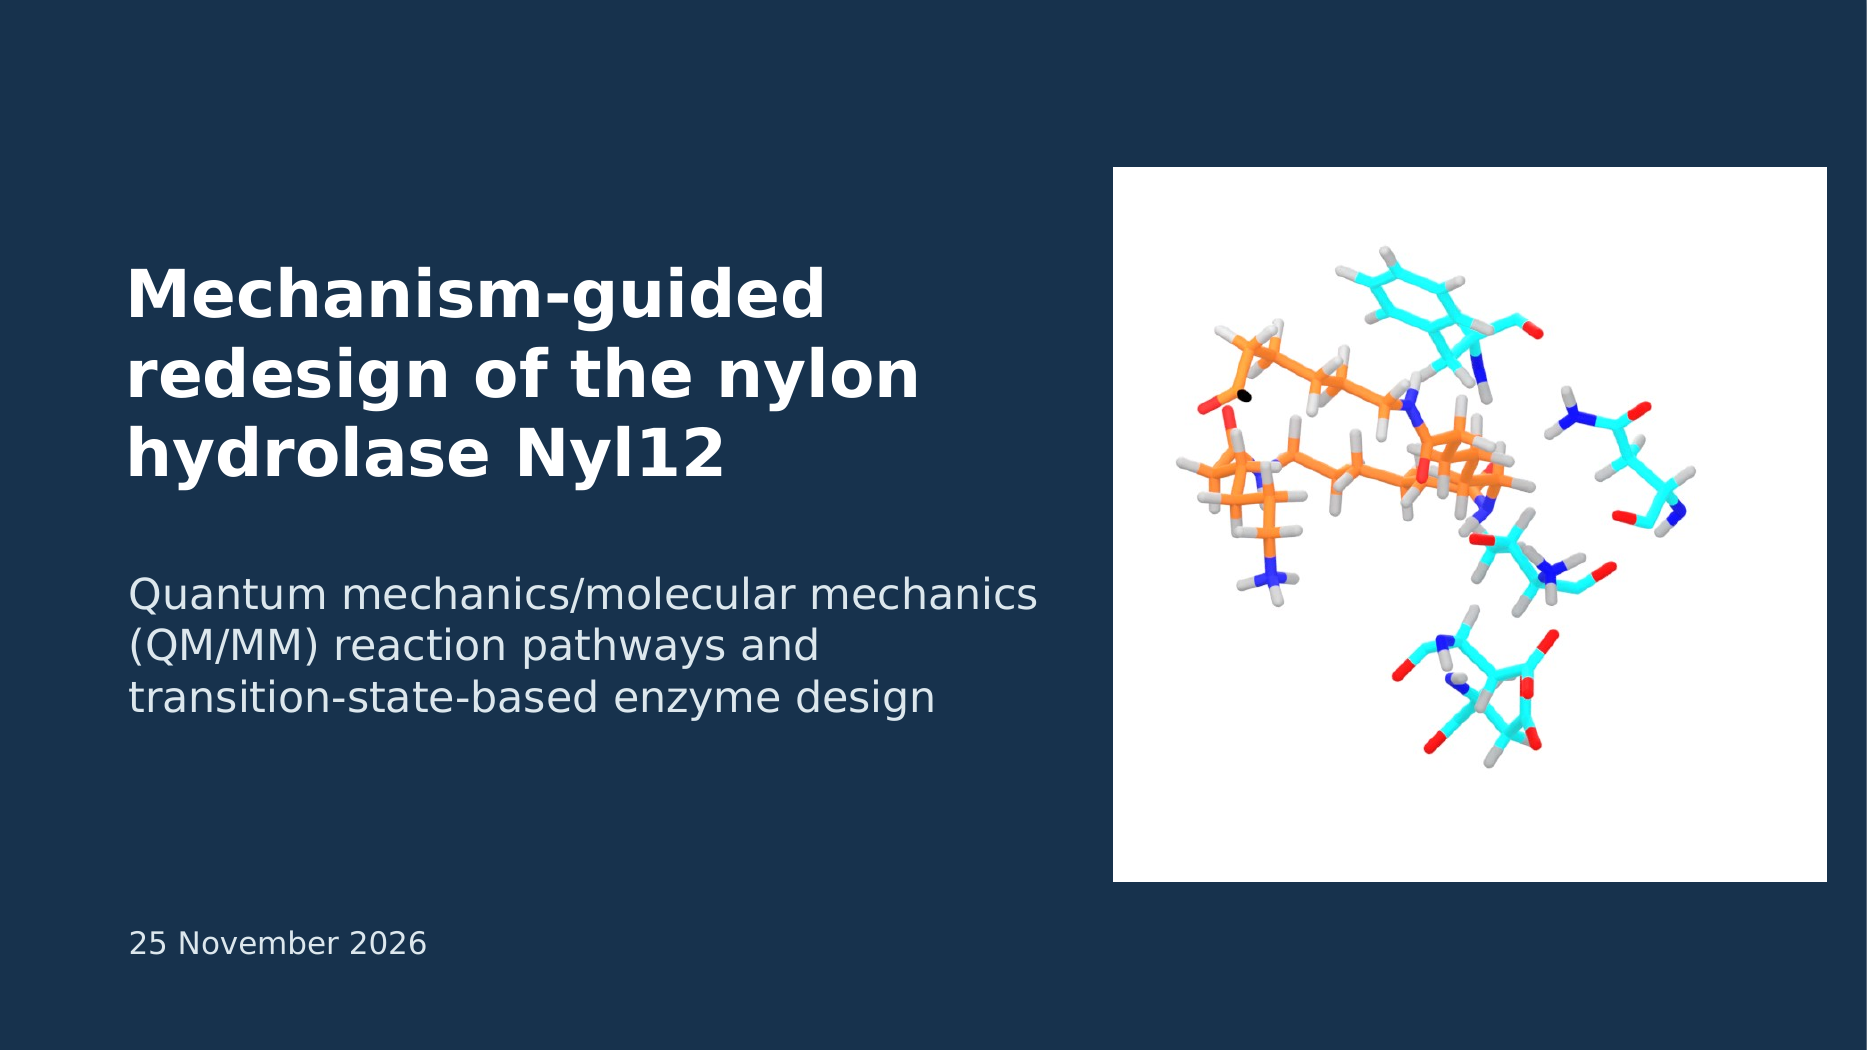 Mechanism-guided
redesign of the nylon
hydrolase Nyl12
Quantum mechanics/molecular mechanics
(QM/MM) reaction pathways and
transition-state-based enzyme design
25 November 2026